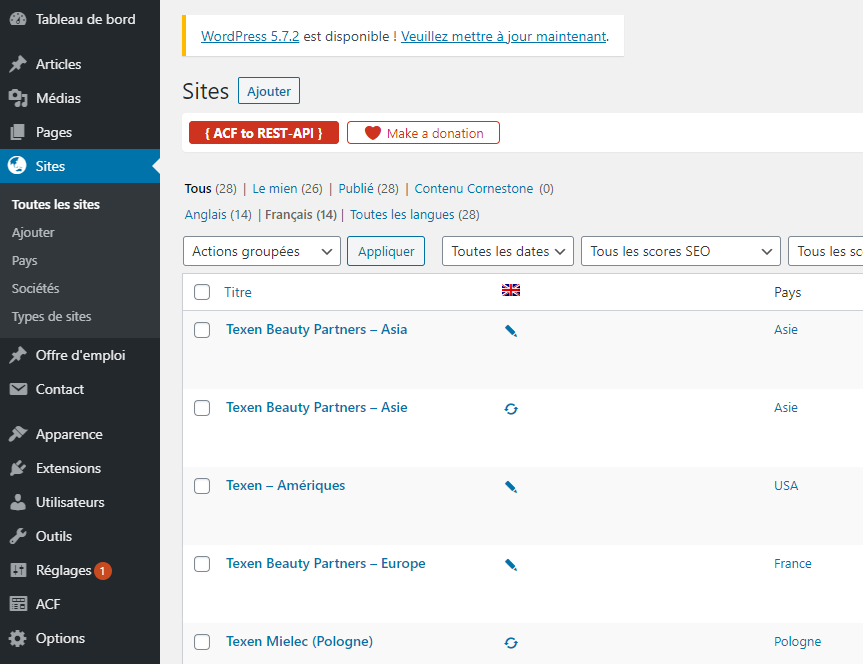 Tableau de bord
Articles
Médias
Pages
Sites
Toutes les sites
Ajouter
Pays
Sociétés
Types de sites
Offre d'emploi
Contact
Apparence
Extensions
Utilisateurs
Outils
Réglages 1
ACF
Options
WordPress 5.7.2 est disponible ! Veuillez mettre à jour maintenant.
Sites Ajouter
{ ACF to REST-API } Make a donation
Tous (28) | Le mien (26) | Publié (28) | Contenu Cornestone (0)
Anglais (14) | Français (14) | Toutes les langues (28)
Actions groupées Appliquer Toutes les dates Tous les scores SEO Tous les sc
Titre Pays
Texen Beauty Partners – Asia Asie
Texen Beauty Partners – Asie Asie
Texen – Amériques USA
Texen Beauty Partners – Europe France
Texen Mielec (Pologne) Pologne